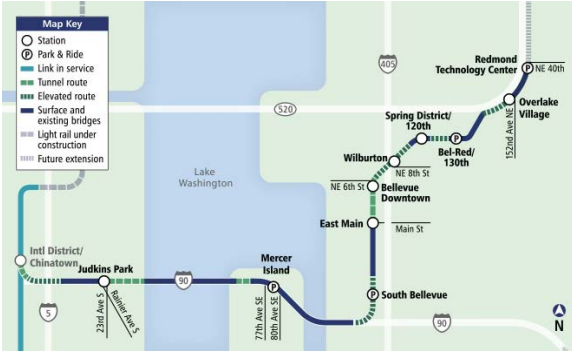 Map Key
Station
P Park & Ride
Link in service
Tunnel route
Elevated route
Surface and
existing bridges
Light rail under
construction
Future extension
405
Redmond
Technology Center
P
NE 40th
520
Overlake
Village
152nd Ave NE
Spring District/
120th
P
Bel-Red/
130th
Wilburton
NE 8th St
Lake
Washington
NE 6th St
Bellevue
Downtown
East Main
Main St
Intl District/
Chinatown
Judkins Park
23rd Ave S
Rainier Ave S
5
90
Mercer
Island
P
77th Ave SE
80th Ave SE
P
South Bellevue
90
N